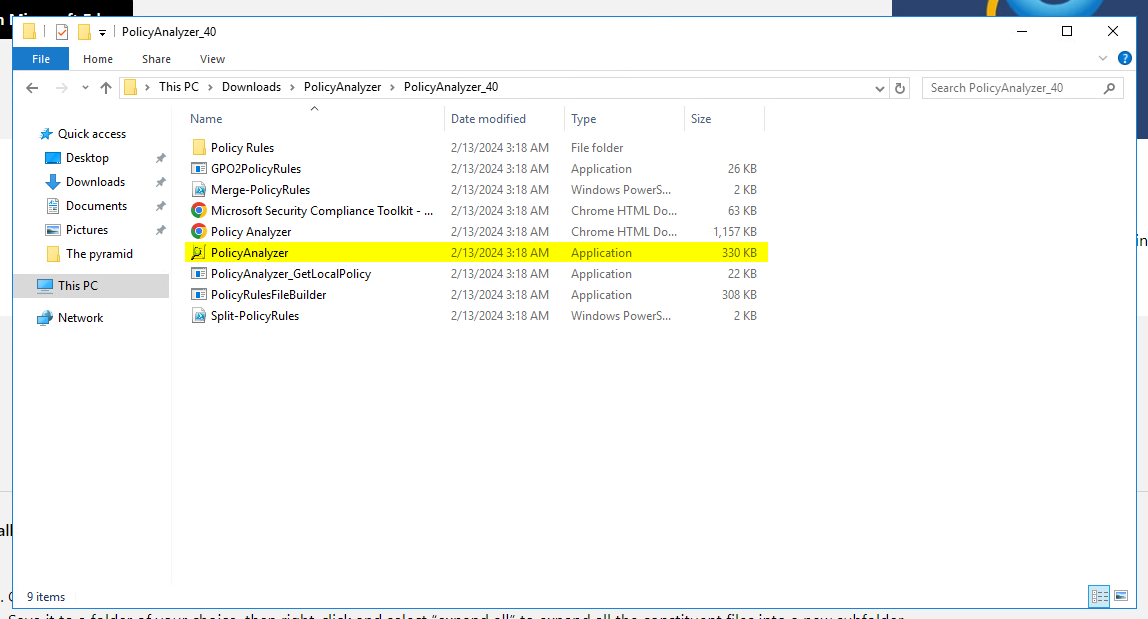 PolicyAnalyzer_40
File Home Share View
This PC Downloads PolicyAnalyzer PolicyAnalyzer_40
Search PolicyAnalyzer_40
Name Date modified Type Size
Quick access
Desktop
Downloads
Documents
Pictures
The pyramid
This PC
Network
Policy Rules 2/13/2024 3:18 AM File folder
GPO2PolicyRules 2/13/2024 3:18 AM Application 26 KB
Merge-PolicyRules 2/13/2024 3:18 AM Windows PowerS... 2 KB
Microsoft Security Compliance Toolkit - ... 2/13/2024 3:18 AM Chrome HTML Do... 63 KB
Policy Analyzer 2/13/2024 3:18 AM Chrome HTML Do... 1,157 KB
PolicyAnalyzer 2/13/2024 3:18 AM Application 330 KB
PolicyAnalyzer_GetLocalPolicy 2/13/2024 3:18 AM Application 22 KB
PolicyRulesFileBuilder 2/13/2024 3:18 AM Application 308 KB
Split-PolicyRules 2/13/2024 3:18 AM Windows PowerS... 2 KB
in
all
9 items